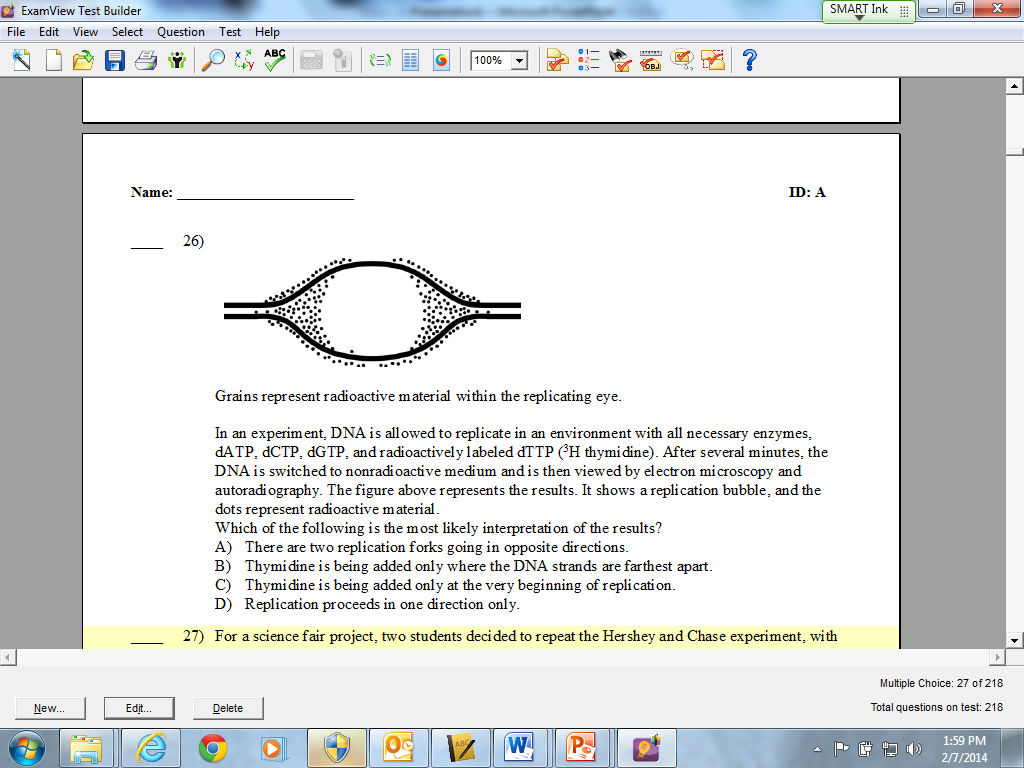 ExamView Test Builder
SMART Ink
File Edit View Select Question Test Help
ABC
x y
100%
1
2
3
OBJ
?
Name: ______________________
ID: A
____ 26)
Grains represent radioactive material within the replicating eye.
In an experiment, DNA is allowed to replicate in an environment with all necessary enzymes,
dATP, dCTP, dGTP, and radioactively labeled dTTP (³H thymidine). After several minutes, the
DNA is switched to nonradioactive medium and is then viewed by electron microscopy and
autoradiography. The figure above represents the results. It shows a replication bubble, and the
dots represent radioactive material.
Which of the following is the most likely interpretation of the results?
A) There are two replication forks going in opposite directions.
B) Thymidine is being added only where the DNA strands are farthest apart.
C) Thymidine is being added only at the very beginning of replication.
D) Replication proceeds in one direction only.
____ 27) For a science fair project, two students decided to repeat the Hershey and Chase experiment, with
Multiple Choice: 27 of 218
New... Edit... Delete
Total questions on test: 218
1:59 PM
2/7/2014